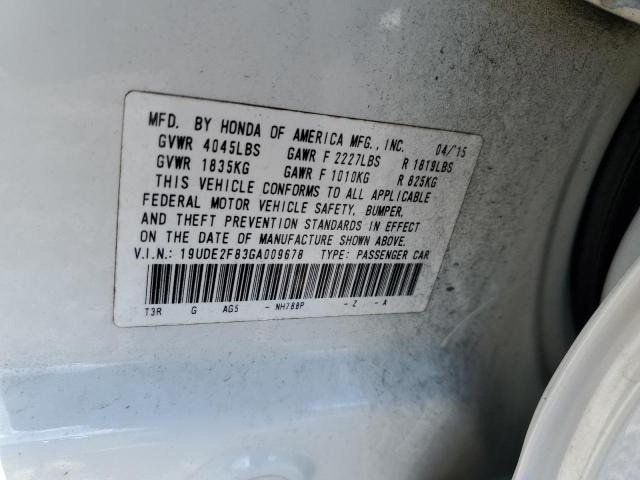 MFD. BY HONDA OF AMERICA MFG., INC. 04/'15
GVWR 4045LBS GAWR F 2227LBS R 1819LBS
GVWR 1835KG GAWR F 1010KG R 825KG
THIS VEHICLE CONFORMS TO ALL APPLICABLE
FEDERAL MOTOR VEHICLE SAFETY, BUMPER,
AND THEFT PREVENTION STANDARDS IN EFFECT
ON THE DATE OF MANUFACTURE SHOWN ABOVE.
V.I.N.: 19UDE2F83GA009678 TYPE: PASSENGER CAR
T3R G AG5 - NH788P - Z - A